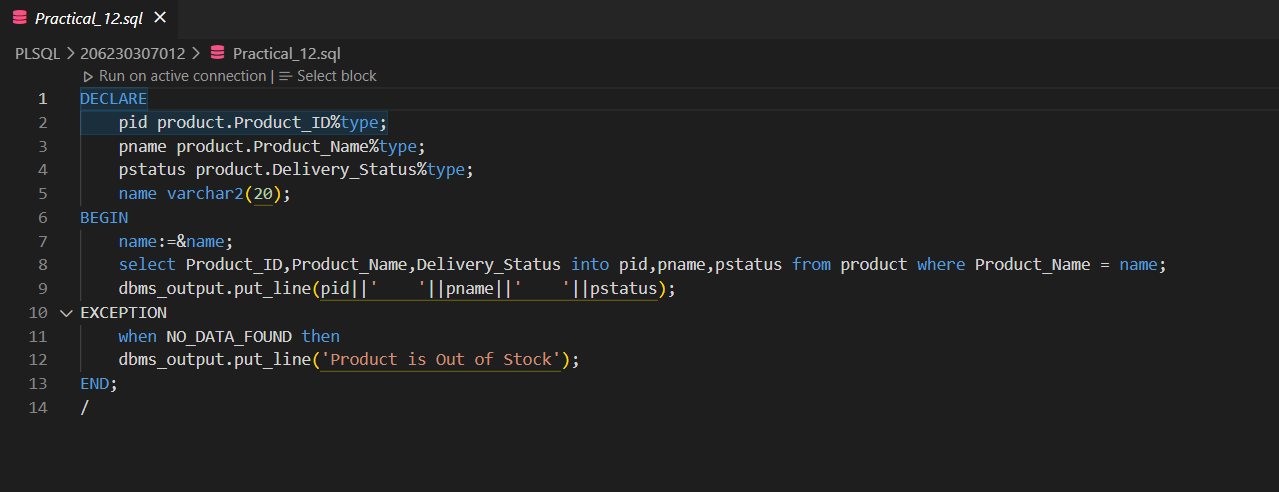 Practical_12.sql ×
PLSQL > 206230307012 > Practical_12.sql
Run on active connection | Select block
1 DECLARE
2     pid product.Product_ID%type;
3     pname product.Product_Name%type;
4     pstatus product.Delivery_Status%type;
5     name varchar2(20);
6 BEGIN
7     name:=&name;
8     select Product_ID,Product_Name,Delivery_Status into pid,pname,pstatus from product where Product_Name = name;
9     dbms_output.put_line(pid||'    '||pname||'    '||pstatus);
10 EXCEPTION
11     when NO_DATA_FOUND then
12     dbms_output.put_line('Product is Out of Stock');
13 END;
14 /